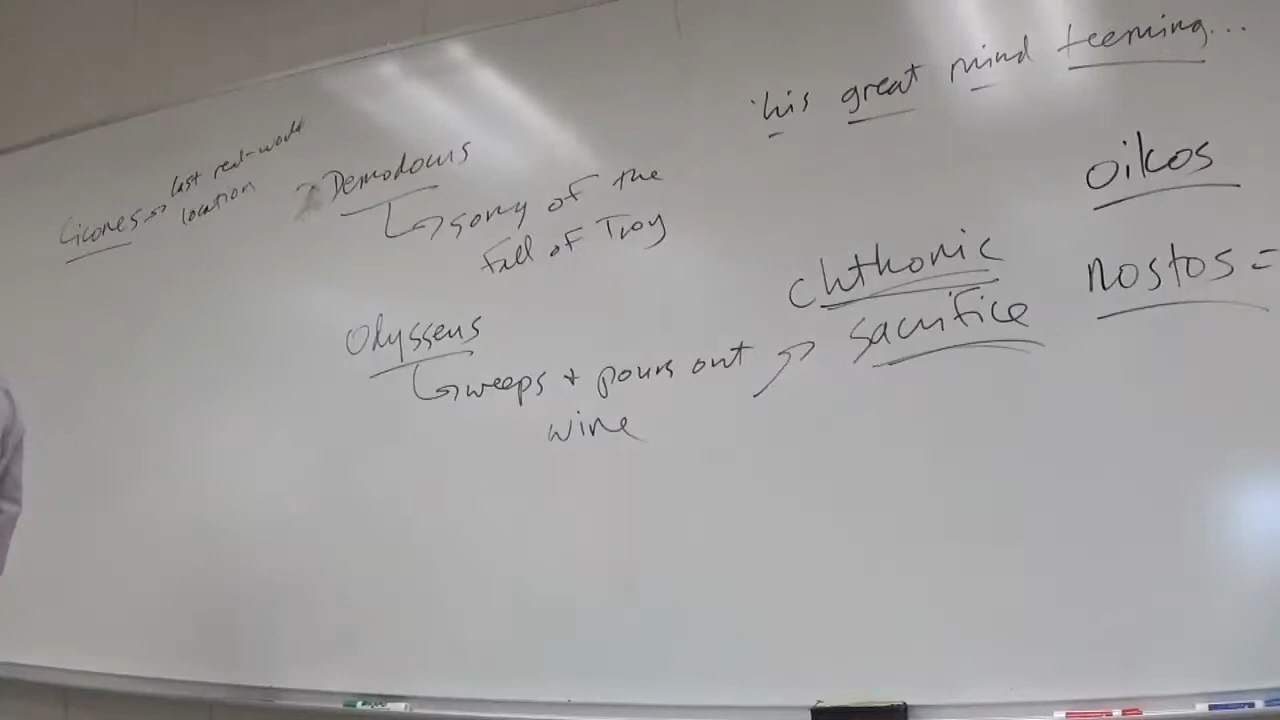 'his great mind teeming...
Cicones → last real-world
location
Demodocus
↳ song of the
fall of Troy
Odysseus
↳ weeps + pours out
wine
→ chthonic
sacrifice
oikos
nostos =